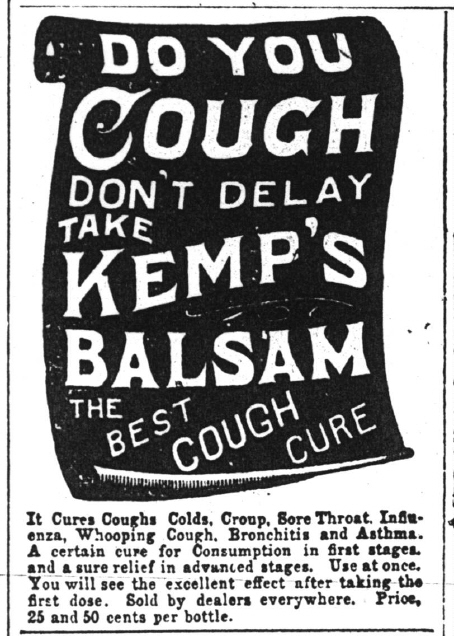 DO YOU
COUGH
DON'T DELAY
TAKE
KEMP'S
BALSAM
THE
BEST
COUGH
CURE
It Cures Coughs Colds, Croup, Sore Throat, Influ-
enza, Whooping Cough, Bronchitis and Asthma.
A certain cure for Consumption in first stages,
and a sure relief in advanced stages. Use at once.
You will see the excellent effect after taking the
first dose. Sold by dealers everywhere. Price,
25 and 50 cents per bottle.